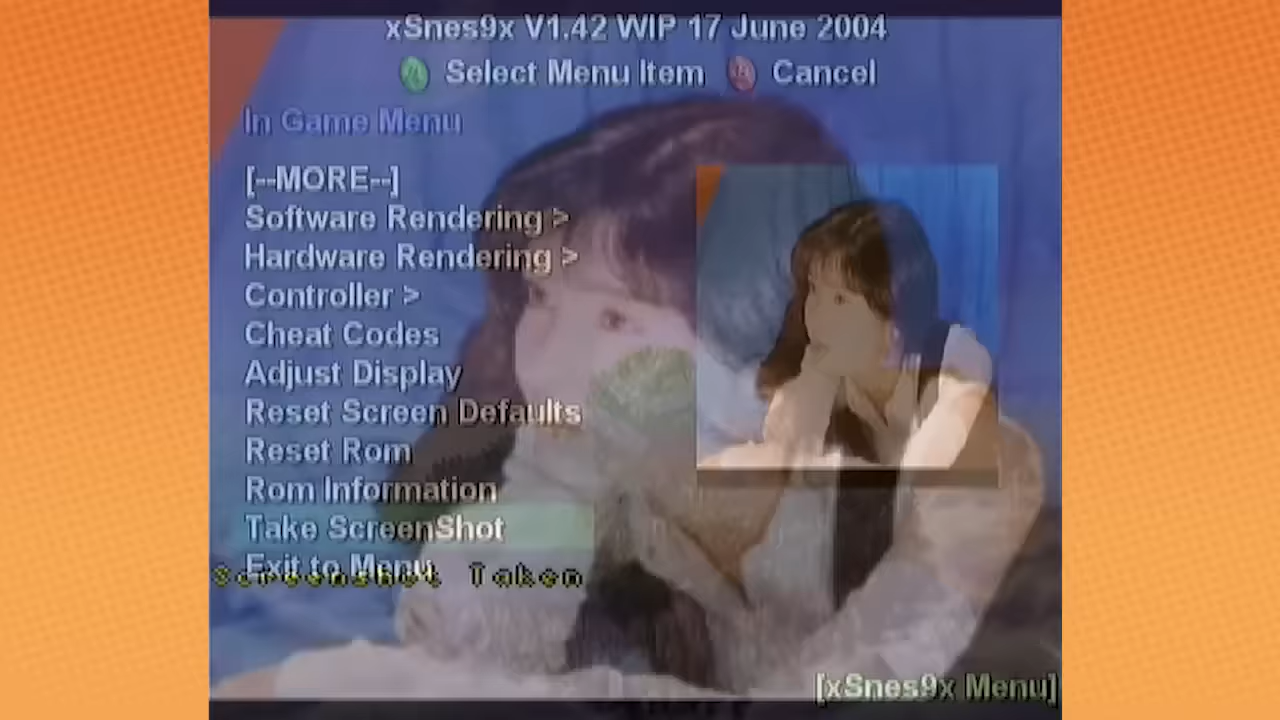 xSnes9x V1.42 WIP 17 June 2004
A Select Menu Item B Cancel
In Game Menu
[--MORE--]
Software Rendering >
Hardware Rendering >
Controller >
Cheat Codes
Adjust Display
Reset Screen Defaults
Reset Rom
Rom Information
Take ScreenShot
Exit to Menu
Screenshot Taken
[xSnes9x Menu]